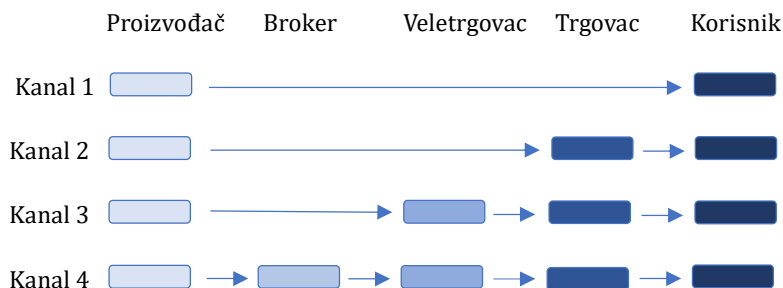 Proizvođač Broker Veletrgovac Trgovac Korisnik
Kanal 1
Kanal 2
Kanal 3
Kanal 4